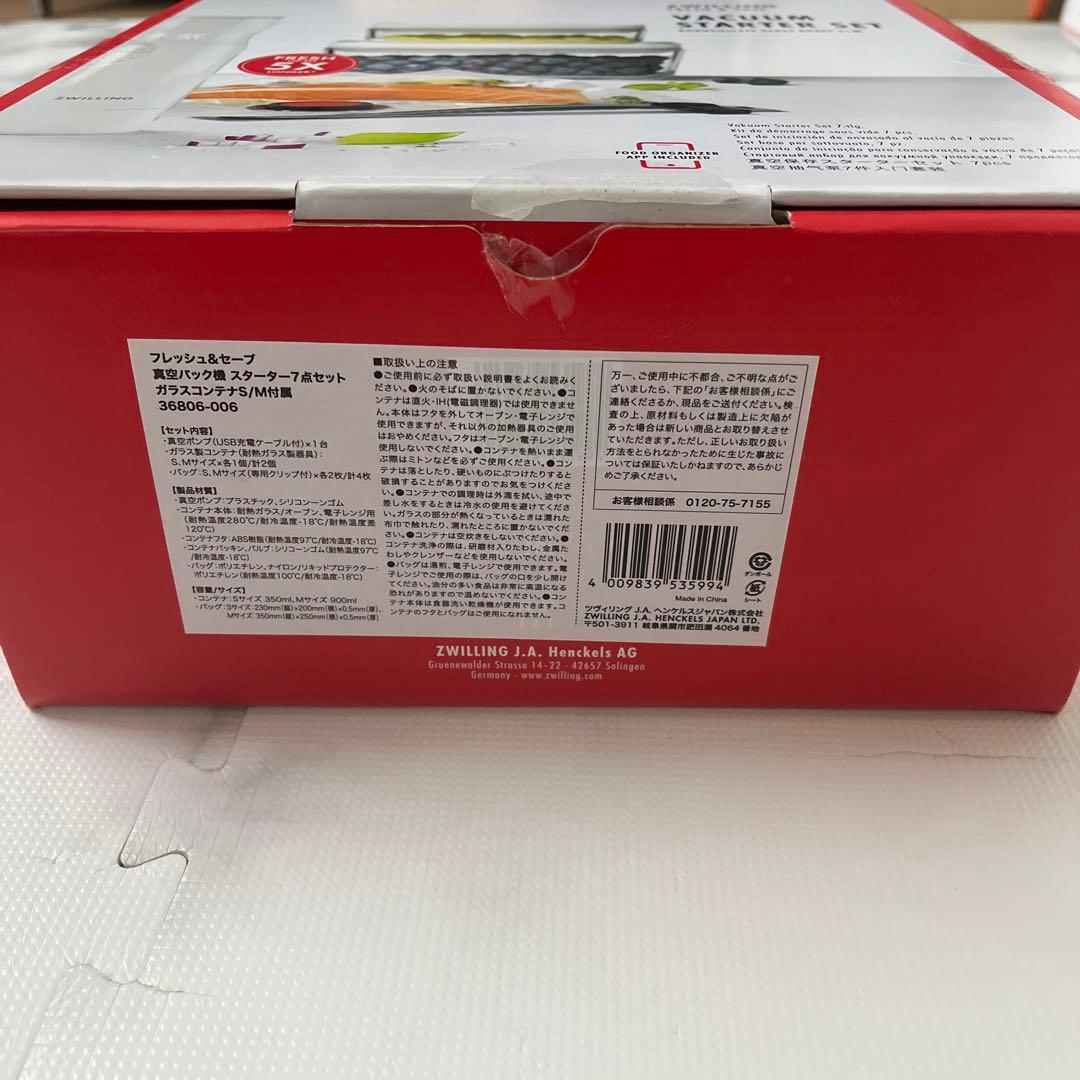 ZWILLING
VACUUM
STARTER SET
FRESH
5X
LONGER*
ZWILLING
FOOD ORGANIZER
APP INCLUDED
Vakuum Starter Set 7-tlg.
Kit de démarrage sous vide 7 pcs.
Set de iniciación de envasado al vacío de 7 piezas
Set base per sottovuoto, 7 pz.
Conjunto de iniciação para conservação a vácuo de 7 peças
Стартовый набор для вакуумной упаковки, 7 предметов
真空保存スターターセット 7pcs
真空抽气泵7件入门套装
フレッシュ&セーブ
真空パック機 スターター7点セット
ガラスコンテナS/M付属
36806-006
【セット内容】
・真空ポンプ(USB充電ケーブル付)×1台
・ガラス製コンテナ(耐熱ガラス製器具):
S、Mサイズ×各1個/計2個
・バッグ:S、Mサイズ(専用クリップ付)×各2枚/計4枚
【製品材質】
・真空ポンプ:プラスチック、シリコンーンゴム
・コンテナ本体:耐熱ガラス/オーブン、電子レンジ用
(耐熱温度280℃/耐冷温度-18℃/耐熱温度差
120℃)
・コンテナフタ:ABS樹脂(耐熱温度97℃/耐冷温度-18℃)
・コンテナパッキン、バルブ:シリコーンゴム(耐熱温度97℃
/耐冷温度-18℃)
・バッグ:ポリエチレン、ナイロン/リキッドプロテクター:
ポリエチレン(耐熱温度100℃/耐冷温度-18℃)
【容量/サイズ】
・コンテナ:Sサイズ 350ml、Mサイズ 900ml
・バッグ:Sサイズ:230mm(縦)×200mm(横)×0.5mm(厚)、
Mサイズ:350mm(縦)×250mm(横)×0.5mm(厚)
■取扱い上の注意
●ご使用前に必ず取扱い説明書をよくお読みく
ださい。●火のそばに置かないでください。●コ
ンテナは直火・IH(電磁調理器)では使用できませ
ん。本体はフタを外してオーブン・電子レンジで
使用できますが、それ以外の加熱器具のご使用
はおやめください。フタはオーブン・電子レンジで
使用しないでください。●コンテナを熱いまま運
ぶ際はミトンなどを必ずご使用ください。●コン
テナは落としたり、硬いものにぶつけたりすると
破損することがありますのでお気をつけくださ
い。●コンテナでの調理時は外滴を拭い、途中で
差し水をするときは冷水の使用を避けてくださ
い。ガラスの部分が熱くなっているときは濡れた
布巾で触れたり、濡れたところに置かないでくだ
さい。●コンテナは空炊きをしないでください。●
コンテナ洗浄の際は、研磨材入りたわし、金属た
わしやクレンザーなどを使用しないでください。
●バッグは湯煎、電子レンジで使用できます。電
子レンジでご使用の際は、バッグの口を少し開け
てください。油分の多い食品は非常に高温になる
恐れがありますので温めないでください。●コン
テナ本体は食器洗い乾燥機が使用できます。コ
ンテナのフタとバッグはご使用になれません。
万一、ご使用中に不都合、ご不明な点がご
ざいましたら、下記の「お客様相談係」にご
連絡くださるか、現品をご送付ください。検
査の上、原材料もしくは製造上に欠陥が
あった場合は新しい商品とお取り替えさせ
ていただきます。ただし、正しいお取り扱い
方法をとられなかったために生じた事故に
ついては保証いたしかねますので、あらかじ
めご了承ください。
お客様相談係 0120-75-7155
4 009839 535994
Made in China
ダンボール
シート
ツヴィリング J.A. ヘンケルスジャパン株式会社
ZWILLING J.A. HENCKELS JAPAN LTD.
〒501-3911 岐阜県関市肥田瀬 4064 番地
ZWILLING J.A. Henckels AG
Gruenewalder Strasse 14-22 · 42657 Solingen
Germany · www.zwilling.com